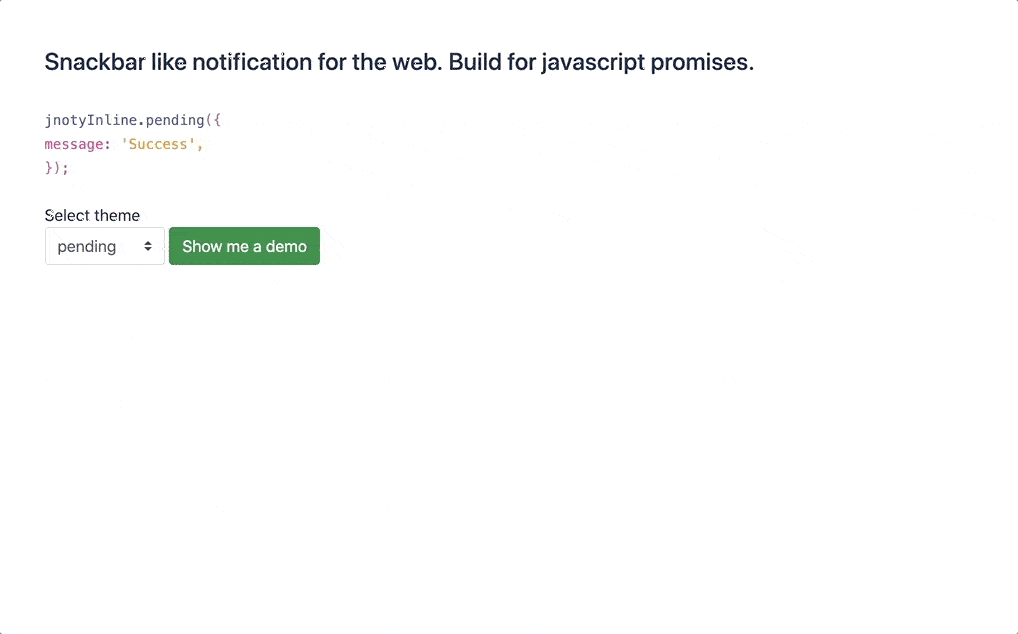 Snackbar like notification for the web. Build for javascript promises.
jnotyInline.pending({
message: 'Success',
});
Select theme
pending Show me a demo